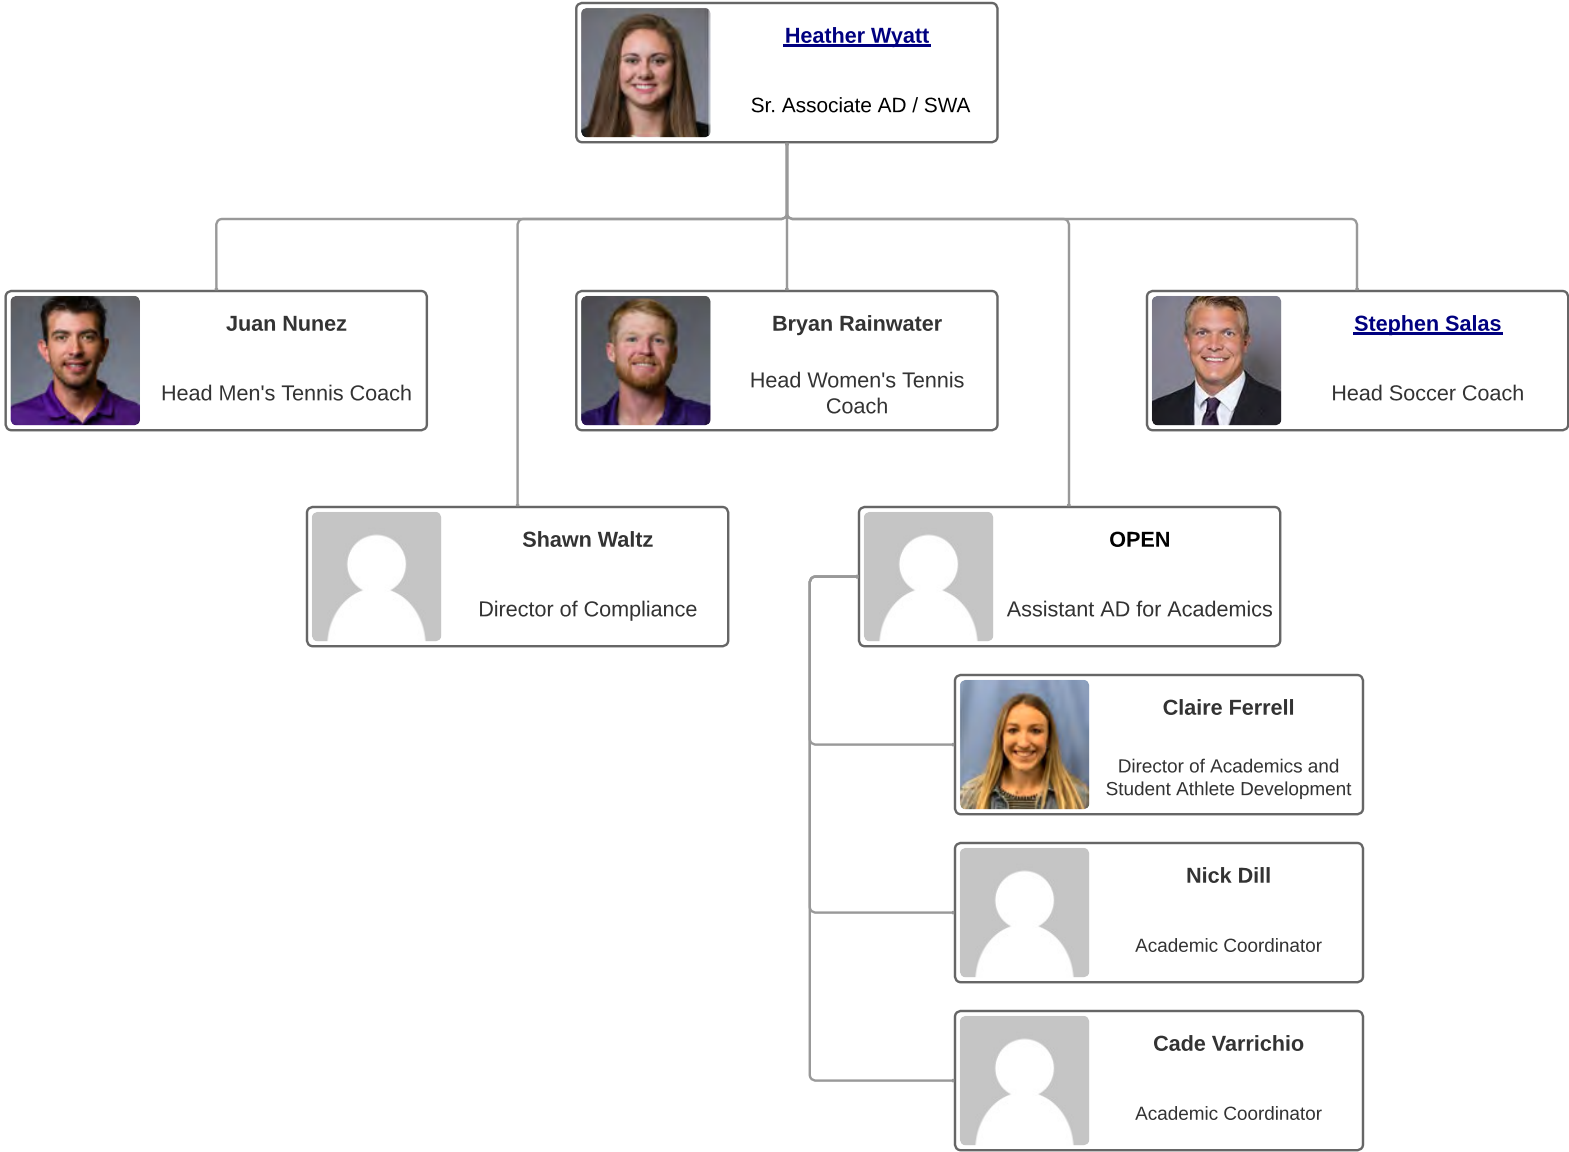 Heather Wyatt
Sr. Associate AD / SWA
Juan Nunez
Head Men's Tennis Coach
Bryan Rainwater
Head Women's Tennis
Coach
Stephen Salas
Head Soccer Coach
Shawn Waltz
Director of Compliance
OPEN
Assistant AD for Academics
Claire Ferrell
Director of Academics and
Student Athlete Development
Nick Dill
Academic Coordinator
Cade Varrichio
Academic Coordinator